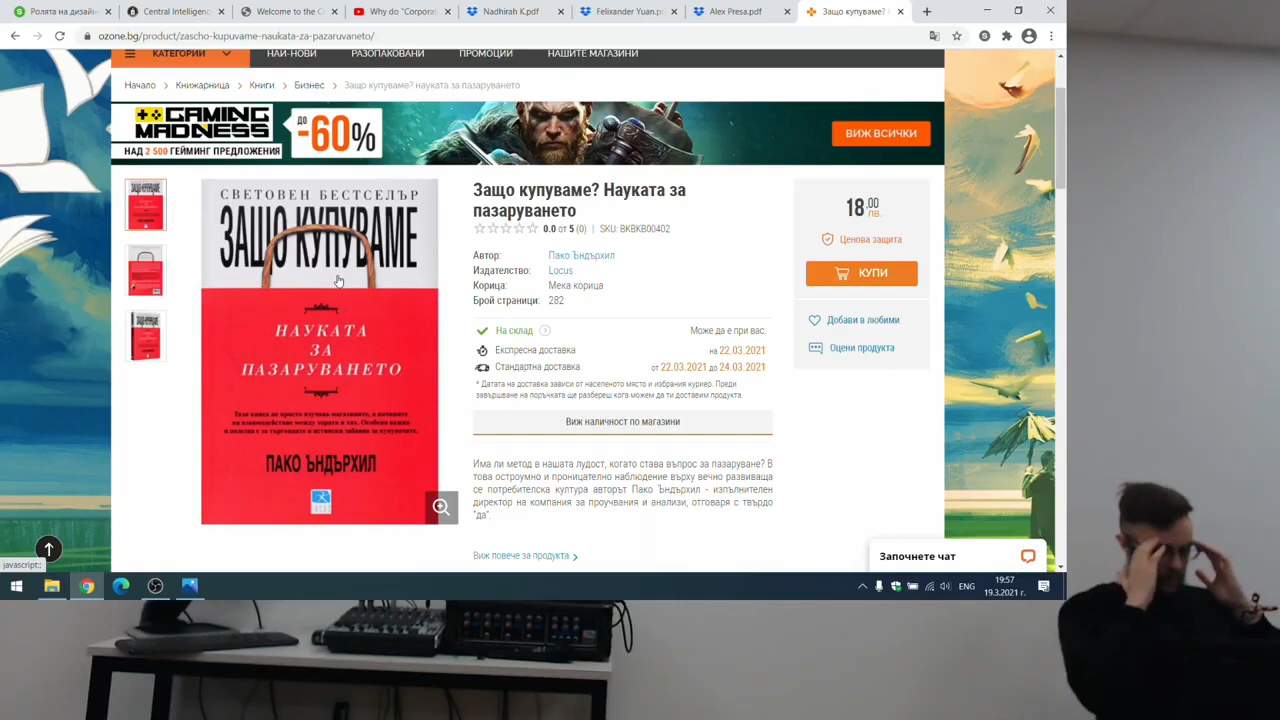 Ролята на дизайн
Central Intelligenc
Welcome to the C
Why do "Corporat
Nadhirah K.pdf
Felixander Yuan.pd
Alex Presa.pdf
Защо купуваме? Н
ozone.bg/product/zascho-kupuvame-naukata-za-pazaruvaneto/
КАТЕГОРИИ
НАЙ-НОВИ
РАЗОПАКОВАНИ
ПРОМОЦИИ
НАШИТЕ МАГАЗИНИ
Начало > Книжарница > Книги > Бизнес > Защо купуваме? науката за пазаруването
GAMING
MADNESS
НАД 2 500 ГЕЙМИНГ ПРЕДЛОЖЕНИЯ
ДО
-60%
ВИЖ ВСИЧКИ
СВЕТОВЕН БЕСТСЕЛЪР
ЗАЩО КУПУВАМЕ
НАУКАТА
ЗА
ПАЗАРУВАНЕТО
ПАКО ЪНДЪРХИЛ
Защо купуваме? Науката за
пазаруването
0.0 от 5 (0) | SKU: BKBKB00402
Автор: Пако Ъндърхил
Издателство: Locus
Корица: Мека корица
Брой страници: 282
На склад
Може да е при вас:
Експресна доставка
на 22.03.2021
Стандартна доставка
от 22.03.2021 до 24.03.2021
* Датата на доставка зависи от населеното място и избрания куриер. Преди
завършване на поръчката ще разбереш кога можем да ти доставим продукта.
Виж наличност по магазини
Има ли метод в нашата лудост, когато става въпрос за пазаруване? В
това остроумно и проницателно наблюдение върху вечно развиваща
се потребителска култура авторът Пако Ъндърхил - изпълнителен
директор на компания за проучвания и анализи, отговаря с твърдо
"да".
Виж повече за продукта >
18.00
лв.
Ценова защита
КУПИ
Добави в любими
Оцени продукта
Започнете чат
javascript:;
ENG
19:57
19.3.2021 г.